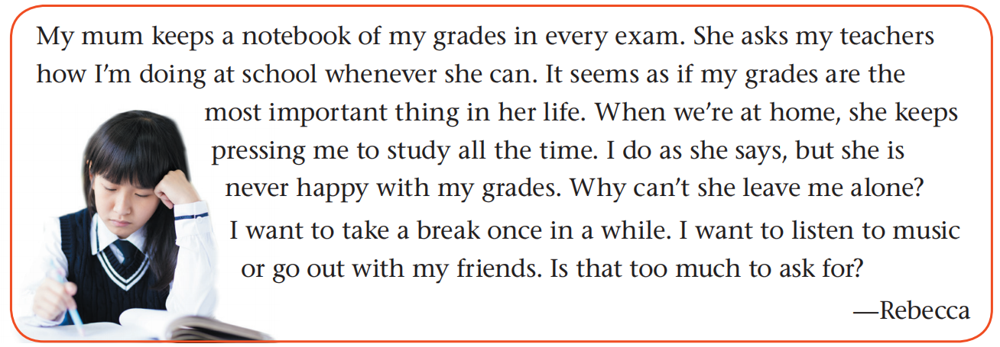 My mum keeps a notebook of my grades in every exam. She asks my teachers
how I'm doing at school whenever she can. It seems as if my grades are the
most important thing in her life. When we're at home, she keeps
pressing me to study all the time. I do as she says, but she is
never happy with my grades. Why can't she leave me alone?
I want to take a break once in a while. I want to listen to music
or go out with my friends. Is that too much to ask for?
—Rebecca